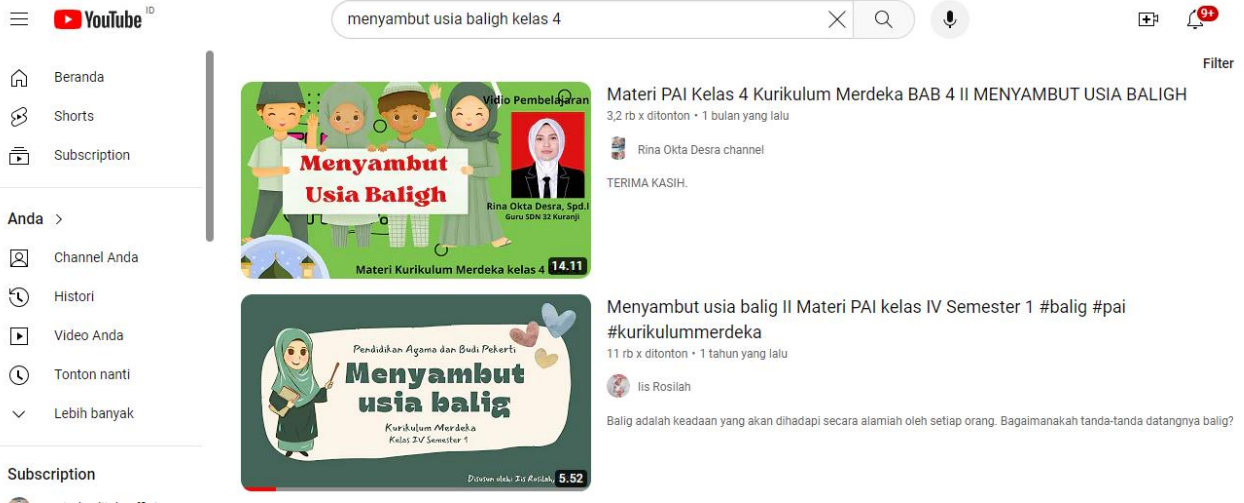 YouTube ID
menyambut usia baligh kelas 4
9+
Filter
Beranda
Shorts
Subscription
Anda
Channel Anda
Histori
Video Anda
Tonton nanti
Lebih banyak
Subscription
Vidio Pembelajaran
Menyambut
Usia Baligh
Rina Okta Desra, Spd.I
Guru SDN 32 Kuranji
Materi Kurikulum Merdeka kelas 4
14.11
Materi PAI Kelas 4 Kurikulum Merdeka BAB 4 II MENYAMBUT USIA BALIGH
3,2 rb x ditonton • 1 bulan yang lalu
Rina Okta Desra channel
TERIMA KASIH.
Pendidikan Agama dan Budi Pekerti
Menyambut
usia balig
Kurikulum Merdeka
Kelas IV Semester 1
Disusun oleh: Iis Rosilah,
5.52
Menyambut usia balig II Materi PAI kelas IV Semester 1 #balig #pai
#kurikulummerdeka
11 rb x ditonton • 1 tahun yang lalu
Iis Rosilah
Balig adalah keadaan yang akan dihadapi secara alamiah oleh setiap orang. Bagaimanakah tanda-tanda datangnya balig?